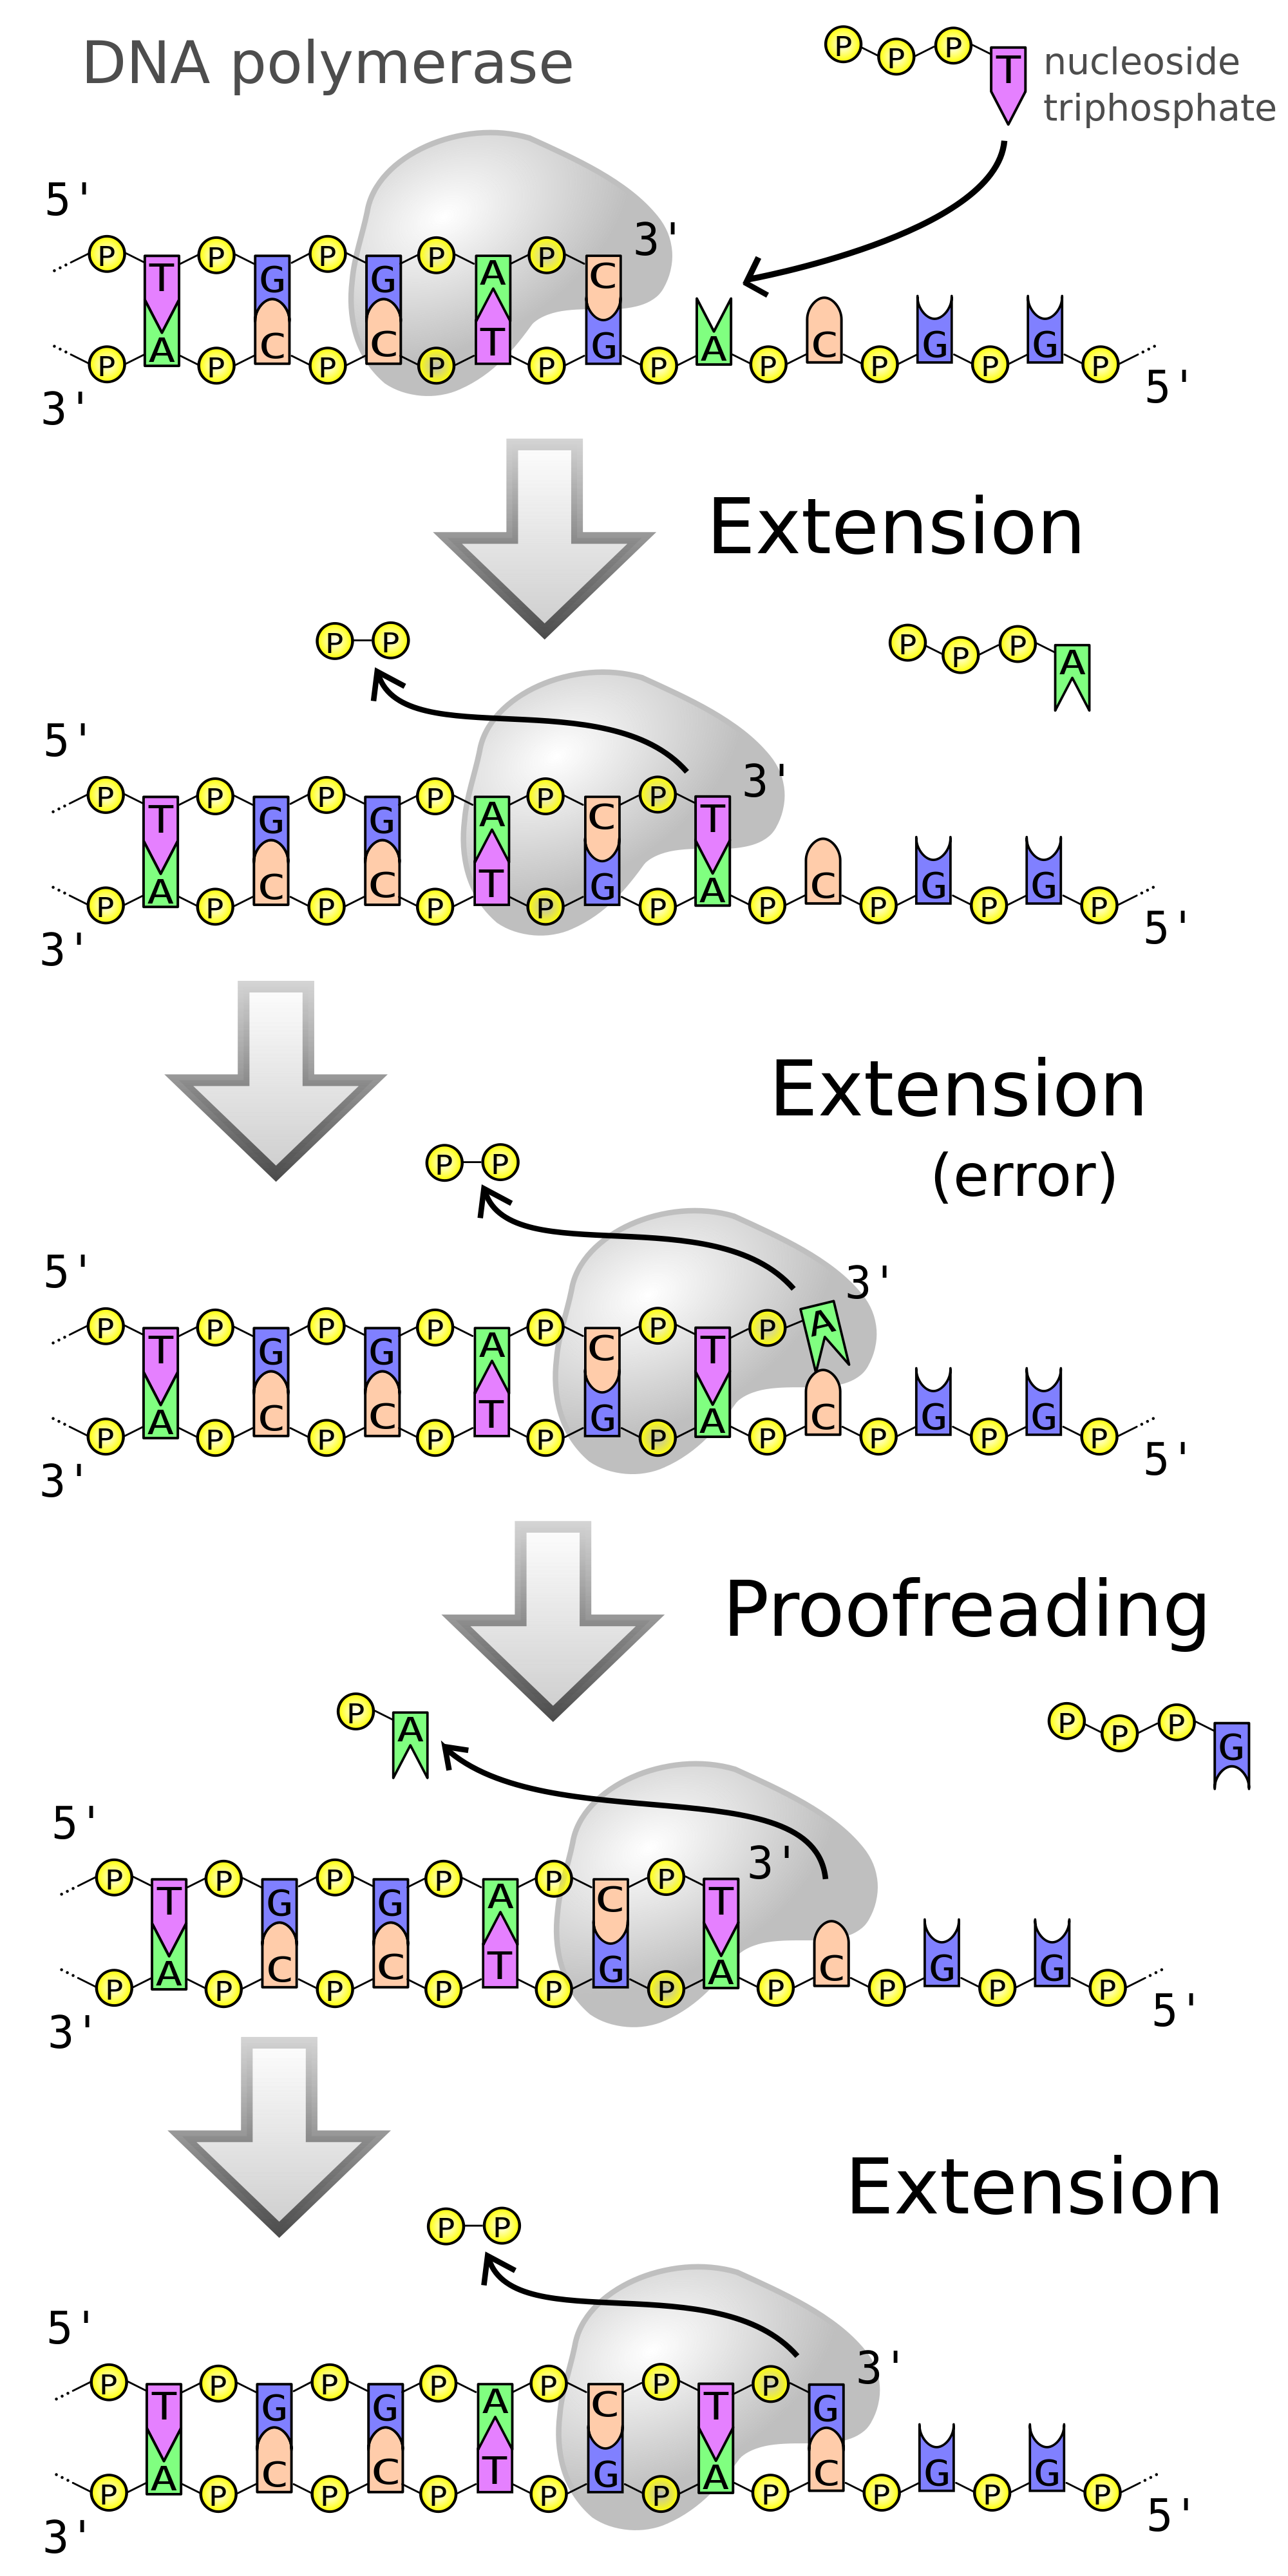 DNA polymerase
P P P T nucleoside
triphosphate
5'
3'
P T P G P G P A P C
P A P C P C P T P G P A P C P G P G P
3'
5'
Extension
P P
P P P A
5'
3'
P T P G P G P A P C P T
P A P C P C P T P G P A P C P G P G P
3'
5'
Extension
(error)
P P
5'
3'
P T P G P G P A P C P T P A
P A P C P C P T P G P A P C P G P G P
3'
5'
Proofreading
P A
P P P G
5'
3'
P T P G P G P A P C P T
P A P C P C P T P G P A P C P G P G P
3'
5'
Extension
P P
5'
3'
P T P G P G P A P C P T P G
P A P C P C P T P G P A P C P G P G P
3'
5'